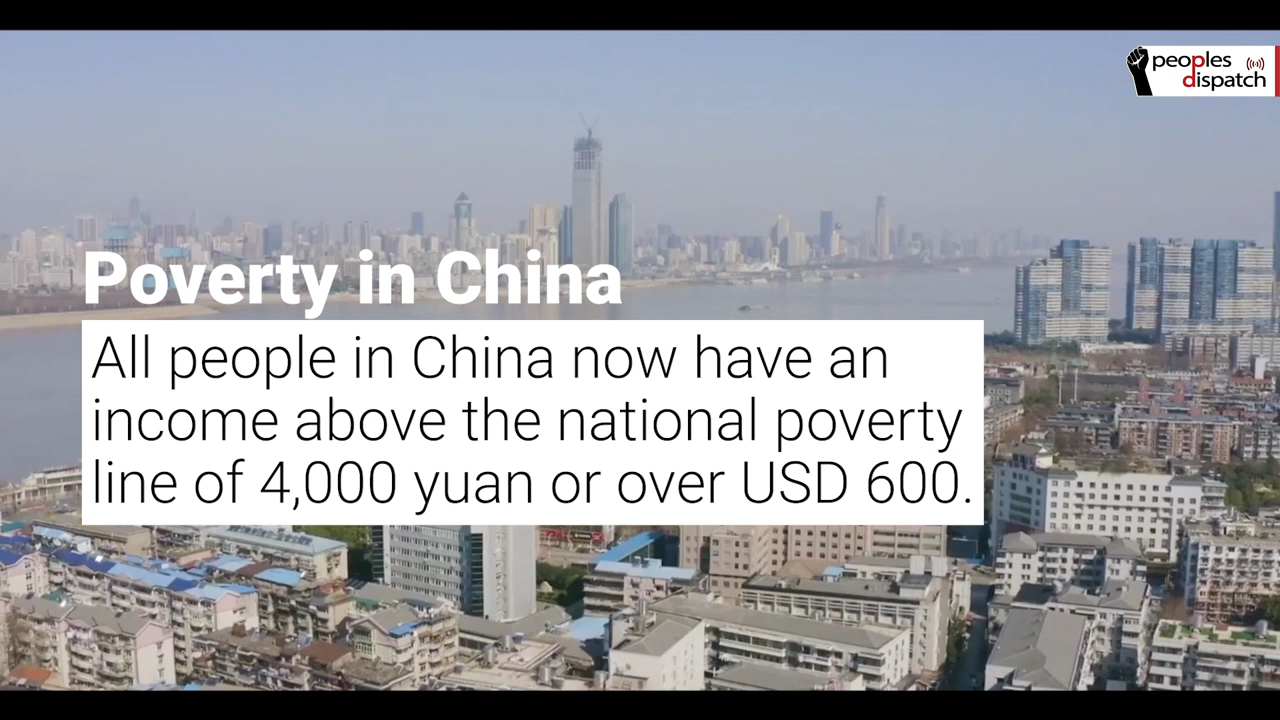 peoples
dispatch
Poverty in China
All people in China now have an
income above the national poverty
line of 4,000 yuan or over USD 600.